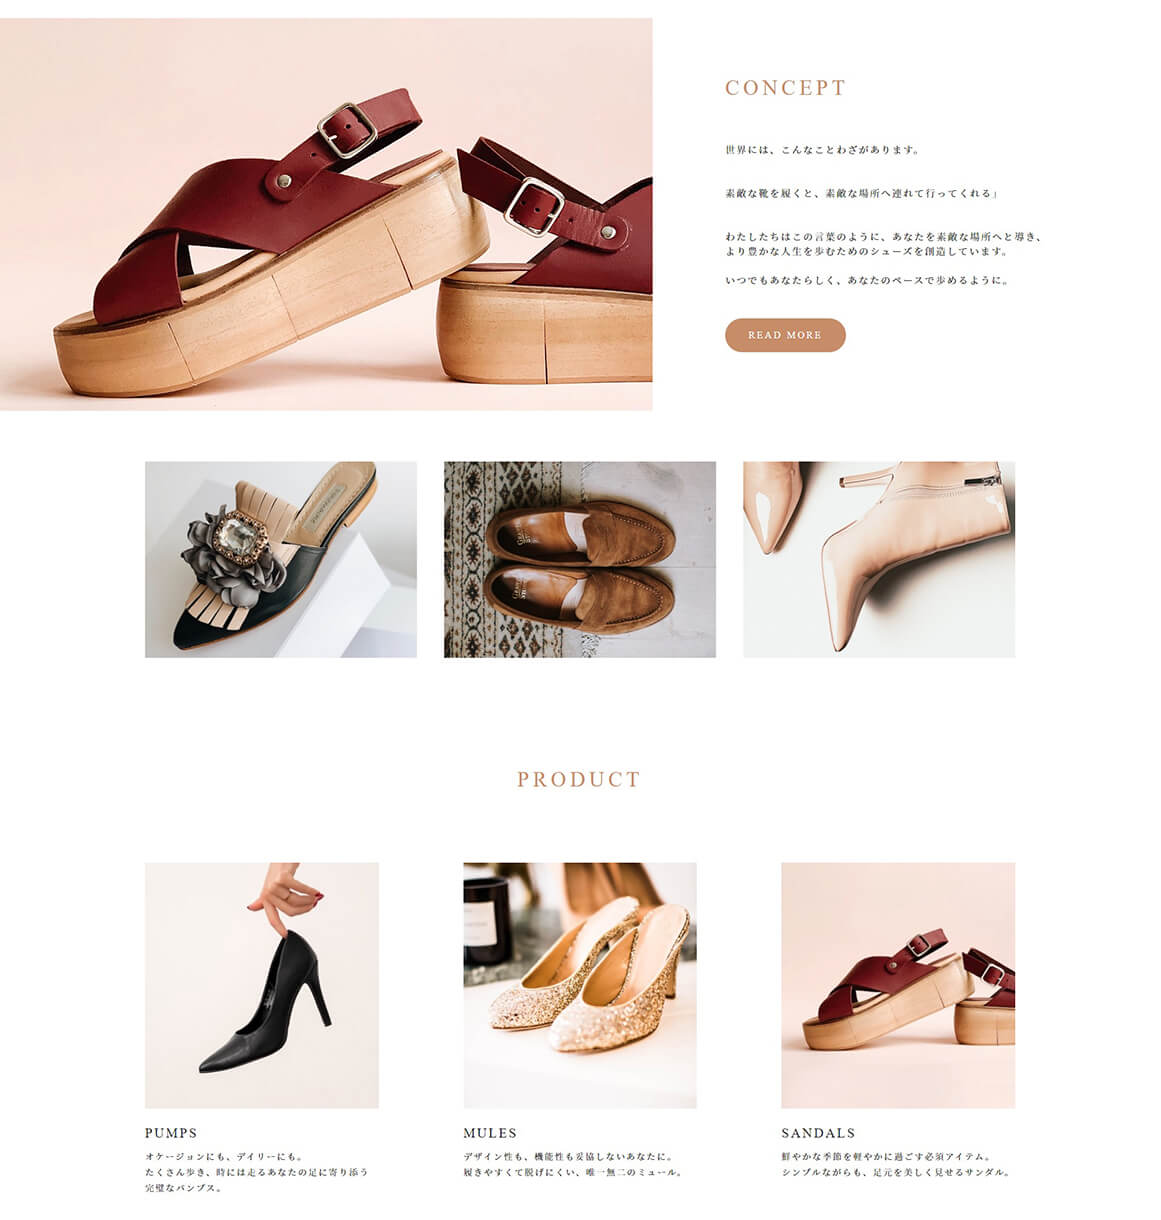 CONCEPT
世界には、こんなことわざがあります。
素敵な靴を履くと、素敵な場所へ連れて行ってくれる」
わたしたちはこの言葉のように、あなたを素敵な場所へと導き、
より豊かな人生を歩むためのシューズを創造しています。
いつでもあなたらしく、あなたのペースで歩めるように。
READ MORE
PRODUCT
PUMPS
オケージョンにも、デイリーにも。
たくさん歩き、時には走るあなたの足に寄り添う
完璧なパンプス。
MULES
デザイン性も、機能性も妥協しないあなたに。
履きやすくて脱げにくい、唯一無二のミュール。
SANDALS
鮮やかな季節を軽やかに過ごす必須アイテム。
シンプルながらも、足元を美しく見せるサンダル。